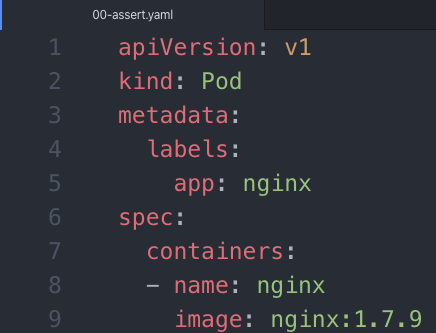 00-assert.yaml
1 apiVersion: v1
2 kind: Pod
3 metadata:
4   labels:
5     app: nginx
6 spec:
7   containers:
8   - name: nginx
9     image: nginx:1.7.9